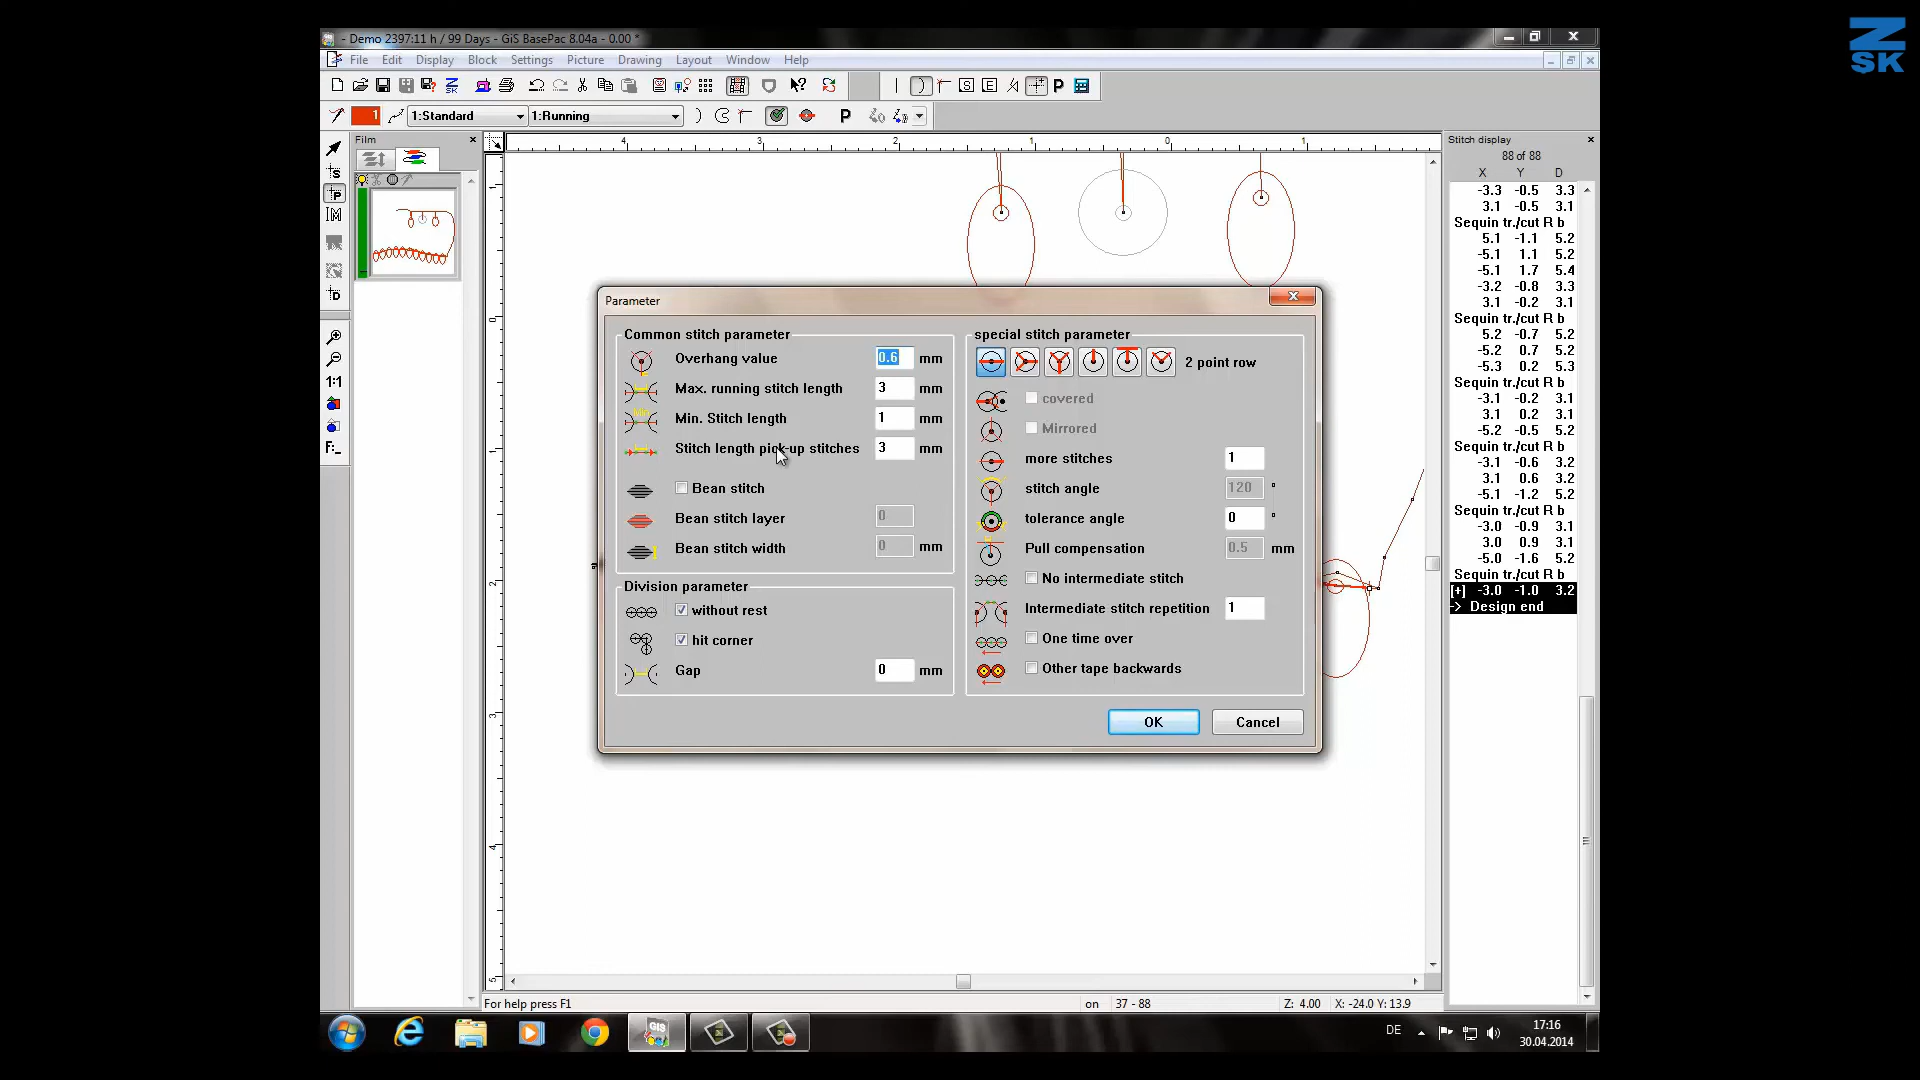 Z
SK
- Demo 2397:11 h / 99 Days - GiS BasePac 8.04a - 0.00 *
File Edit Display Block Settings Picture Drawing Layout Window Help
1 1:Standard 1:Running P
Film
Stitch display
88 of 88
X Y D
-3.3 -0.5 3.3
3.1 -0.5 3.1
Sequin tr./cut R b
5.1 -1.1 5.2
-5.1 1.1 5.2
-5.1 1.7 5.4
-3.2 -0.8 3.3
3.1 -0.2 3.1
Sequin tr./cut R b
5.2 -0.7 5.2
-5.2 0.7 5.2
-5.3 0.2 5.3
Sequin tr./cut R b
-3.1 -0.2 3.1
3.1 0.2 3.1
-5.2 -0.5 5.2
Sequin tr./cut R b
-3.1 -0.6 3.2
3.1 0.6 3.2
-5.1 -1.2 5.2
Sequin tr./cut R b
-3.0 -0.9 3.1
3.0 0.9 3.1
-5.0 -1.6 5.2
Sequin tr./cut R b
[+] -3.0 -1.0 3.2
-> Design end
1:1
F:_
Parameter
Common stitch parameter
Overhang value 0.6 mm
Max. running stitch length 3 mm
Min. Stitch length 1 mm
Stitch length pick-up stitches 3 mm
Bean stitch
Bean stitch layer 0
Bean stitch width 0 mm
Division parameter
without rest
hit corner
Gap 0 mm
special stitch parameter
2 point row
covered
Mirrored
more stitches 1
stitch angle 120 °
tolerance angle 0 °
Pull compensation 0.5 mm
No intermediate stitch
Intermediate stitch repetition 1
One time over
Other tape backwards
OK Cancel
For help press F1 on 37 - 88 Z: 4.00 X: -24.0 Y: 13.9
DE 17:16
30.04.2014